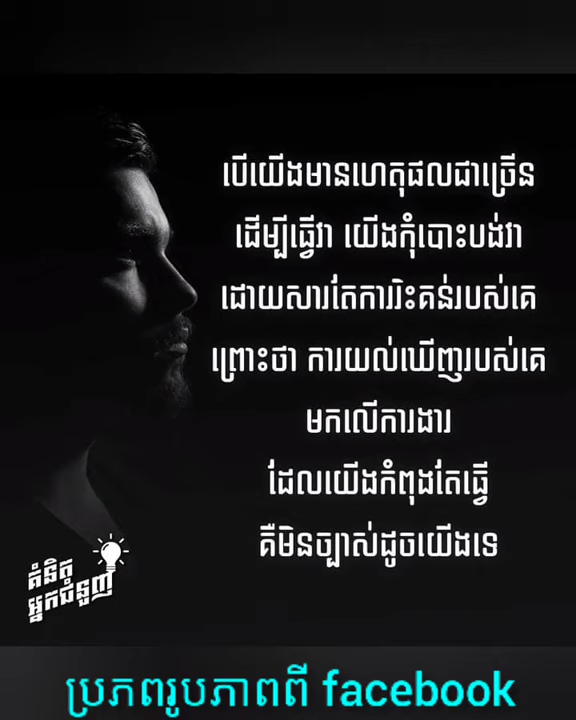 បើយើងមានហេតុផលជាច្រើន
ដើម្បីធ្វើវា យើងកុំបោះបង់វា
ដោយសារតែការរិះគន់របស់គេ
ព្រោះថា ការយល់ឃើញរបស់គេ
មកលើការងារ
ដែលយើងកំពុងតែធ្វើ
គឺមិនច្បាស់ដូចយើងទេ
គំនិត
អ្នកជំនួញ
ប្រភពរូបភាពពី facebook